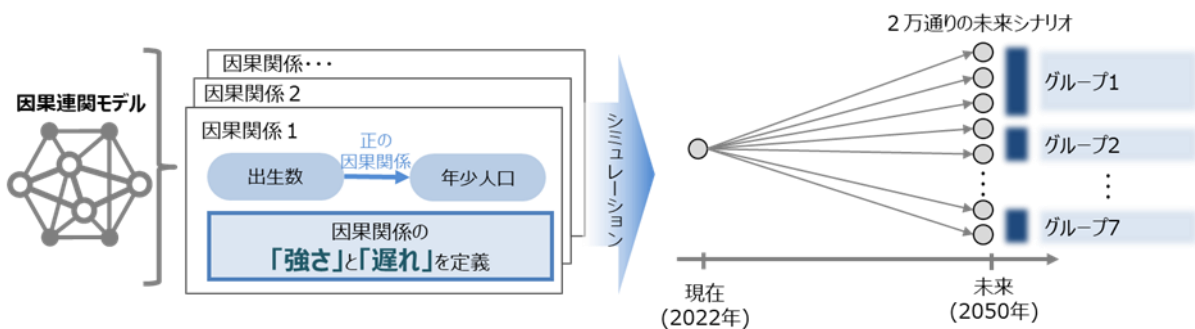 因果連関モデル
因果関係・・・
因果関係2
因果関係1
正の
因果関係
出生数
年少人口
因果関係の
「強さ」と「遅れ」を定義
シミュレーション
2万通りの未来シナリオ
グループ1
グループ2
グループ7
現在
(2022年)
未来
(2050年)